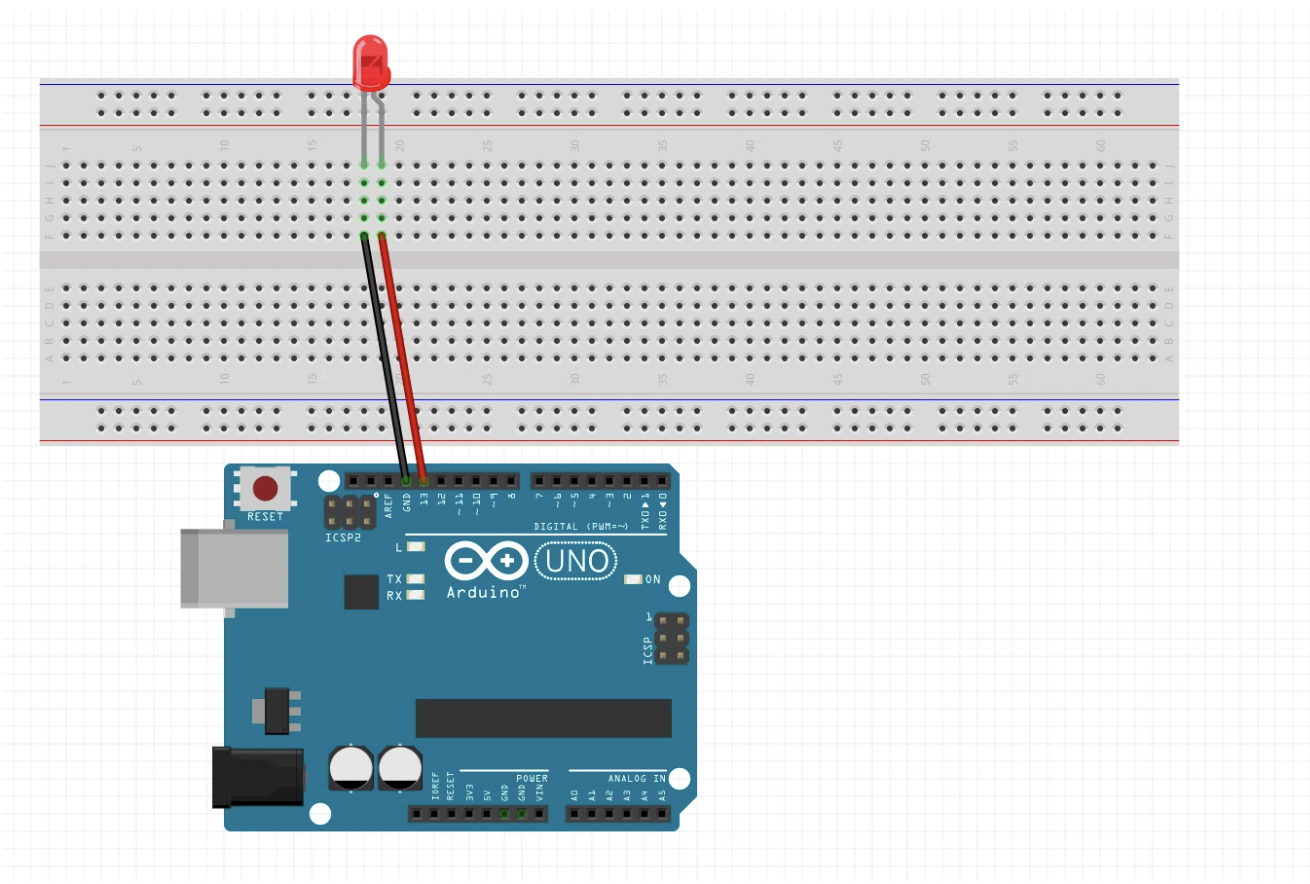 1 5 10 15 20 25 30 35 40 45 50 55 60
J J
I I
H H
G G
F F
E E
D D
C C
B B
A A
1 5 10 15 20 25 30 35 40 45 50 55 60
RESET
AREF GND 13 12 ~11 ~10 ~9 8 7 ~6 ~5 4 ~3 2 TX0▶1 RX0◀0
ICSP2
DIGITAL (PWM=~)
L
UNO
TX
RX
Arduino™
ON
1
ICSP
POWER
ANALOG IN
IOREF RESET 3V3 5V GND GND VIN A0 A1 A2 A3 A4 A5